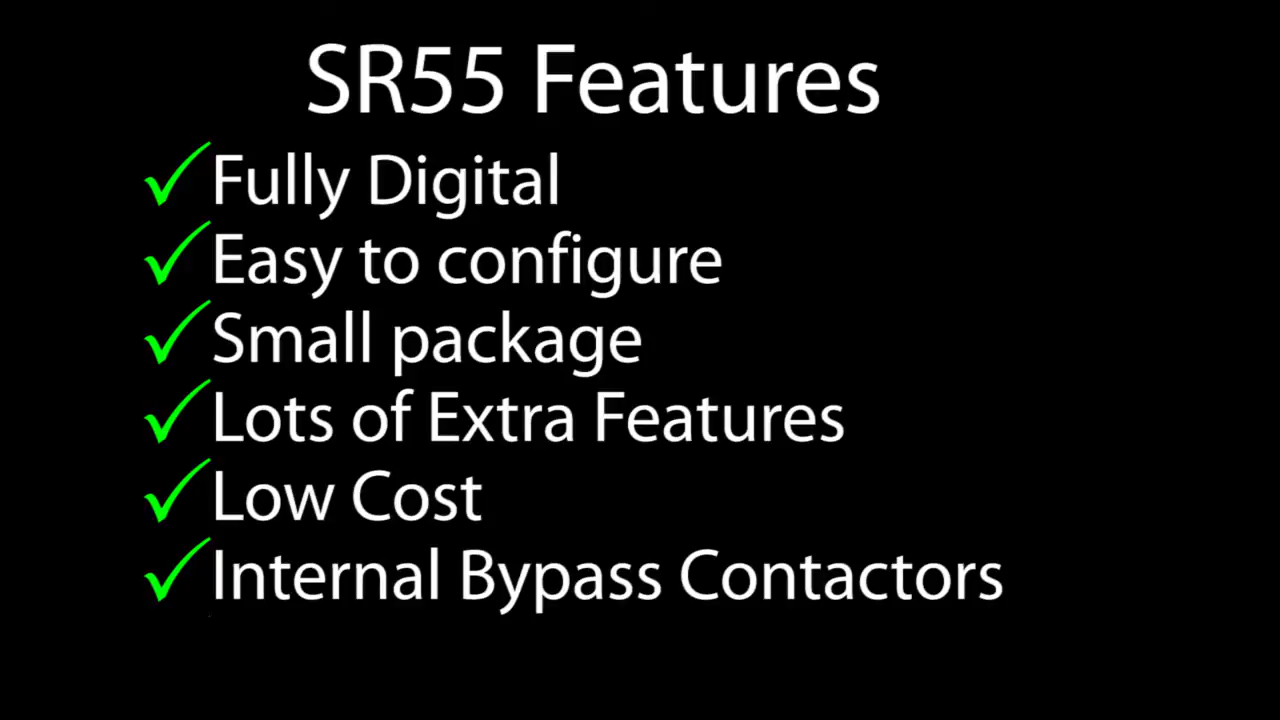 SR55 Features
Fully Digital
Easy to configure
Small package
Lots of Extra Features
Low Cost
Internal Bypass Contactors